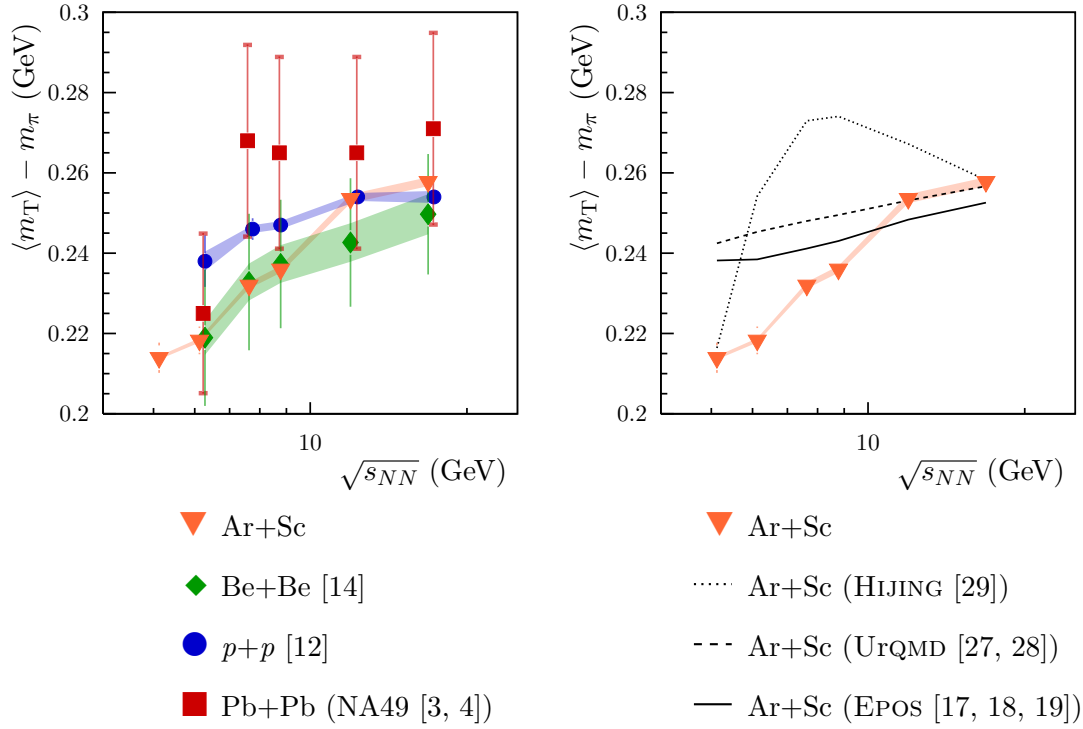 ⟨m_T⟩ − m_π (GeV)
0.3
0.28
0.26
0.24
0.22
0.2
10
√s_NN (GeV)
Ar+Sc
Be+Be [14]
p+p [12]
Pb+Pb (NA49 [3, 4])
⟨m_T⟩ − m_π (GeV)
0.3
0.28
0.26
0.24
0.22
0.2
10
√s_NN (GeV)
Ar+Sc
Ar+Sc (HIJING [29])
Ar+Sc (URQMD [27, 28])
Ar+Sc (EPOS [17, 18, 19])